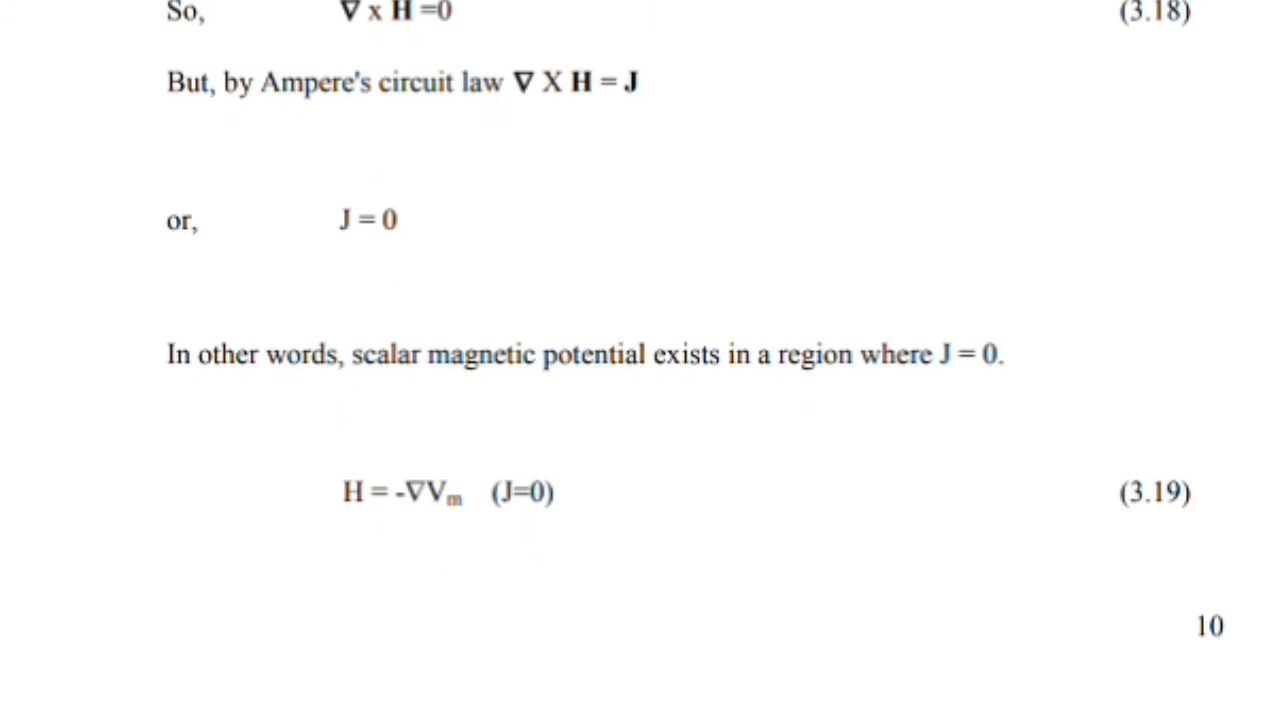 So, ∇ x H =0 (3.18)
But, by Ampere's circuit law ∇ X H = J
or, J = 0
In other words, scalar magnetic potential exists in a region where J = 0.
H = -∇Vₘ (J=0) (3.19)
10